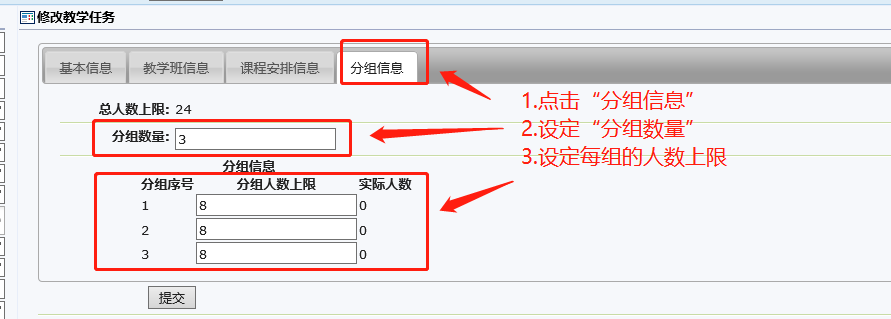 修改教学任务
基本信息 教学班信息 课程安排信息 分组信息
总人数上限: 24
分组数量: 3
分组信息
分组序号 分组人数上限 实际人数
1 8 0
2 8 0
3 8 0
提交
1.点击“分组信息”
2.设定“分组数量”
3.设定每组的人数上限